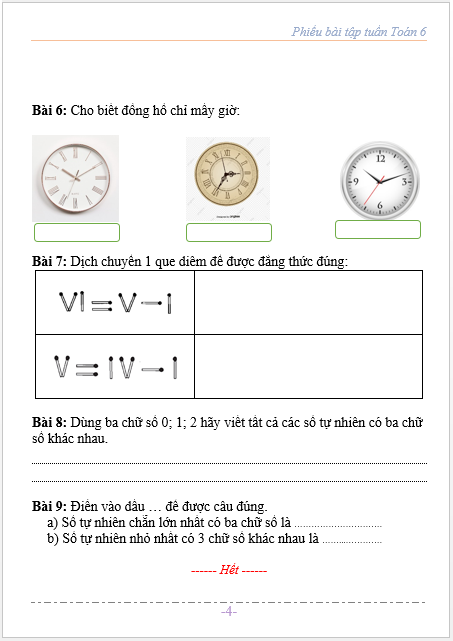 Phiếu bài tập tuần Toán 6
Bài 6: Cho biết đồng hồ chỉ mấy giờ:
12
3
6
9
Bài 7: Dịch chuyển 1 que diêm để được đẳng thức đúng:
VI = V - I
V = IV - I
Bài 8: Dùng ba chữ số 0; 1; 2 hãy viết tất cả các số tự nhiên có ba chữ
số khác nhau.
Bài 9: Điền vào dấu … để được câu đúng.
a) Số tự nhiên chẵn lớn nhất có ba chữ số là ..............................
b) Số tự nhiên nhỏ nhất có 3 chữ số khác nhau là .....................
------ Hết ------
-4-